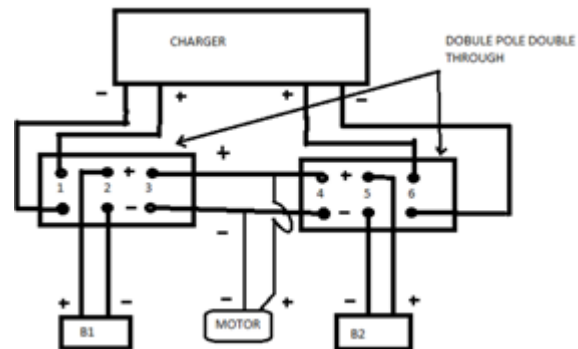 CHARGER
DOBULE POLE DOUBLE
THROUGH
- + + -
+
1 2 + 3 4 + 5 6
- -
-
+ - - + - +
B1 MOTOR B2